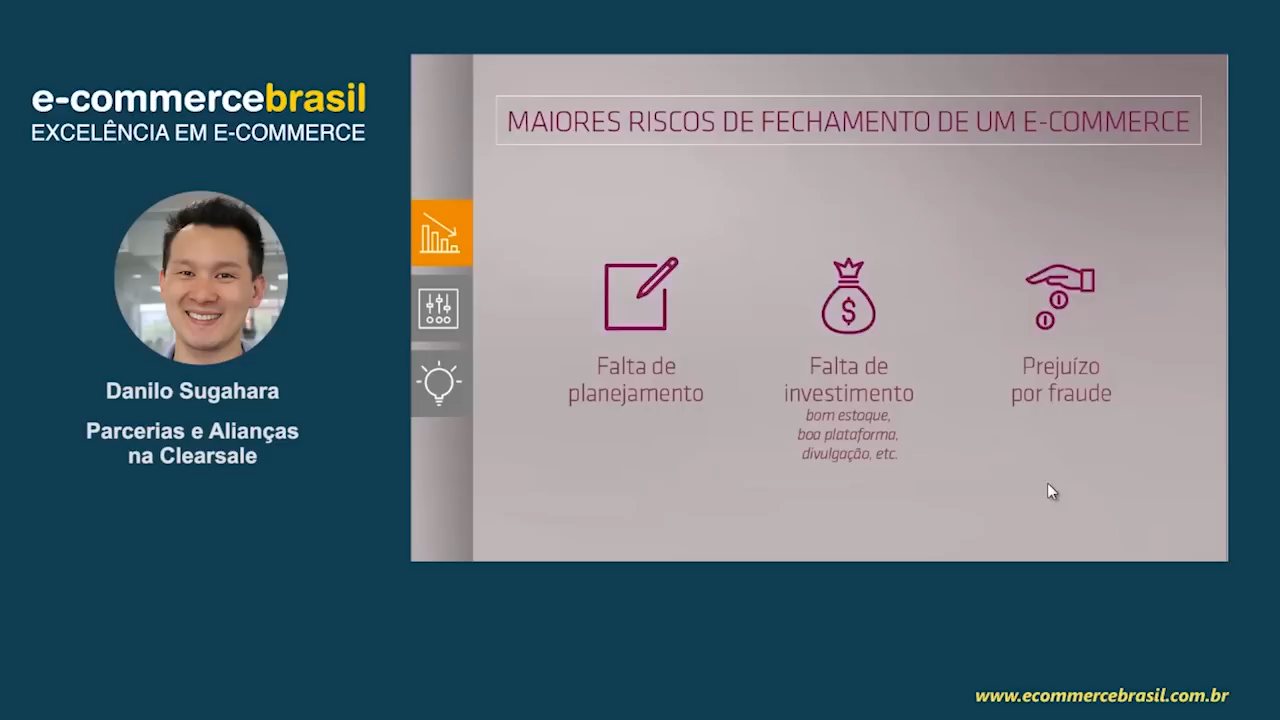 e-commercebrasil
EXCELÊNCIA EM E-COMMERCE
Danilo Sugahara
Parcerias e Alianças
na Clearsale
MAIORES RISCOS DE FECHAMENTO DE UM E-COMMERCE
Falta de
planejamento
Falta de
investimento
bom estoque,
boa plataforma,
divulgação, etc.
Prejuízo
por fraude
www.ecommercebrasil.com.br